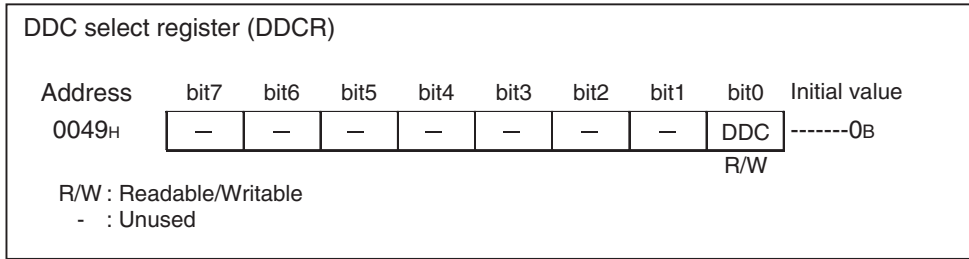 DDC select register (DDCR)
Address bit7 bit6 bit5 bit4 bit3 bit2 bit1 bit0 Initial value
0049H — — — — — — — DDC -------0B
R/W
R/W : Readable/Writable
- : Unused